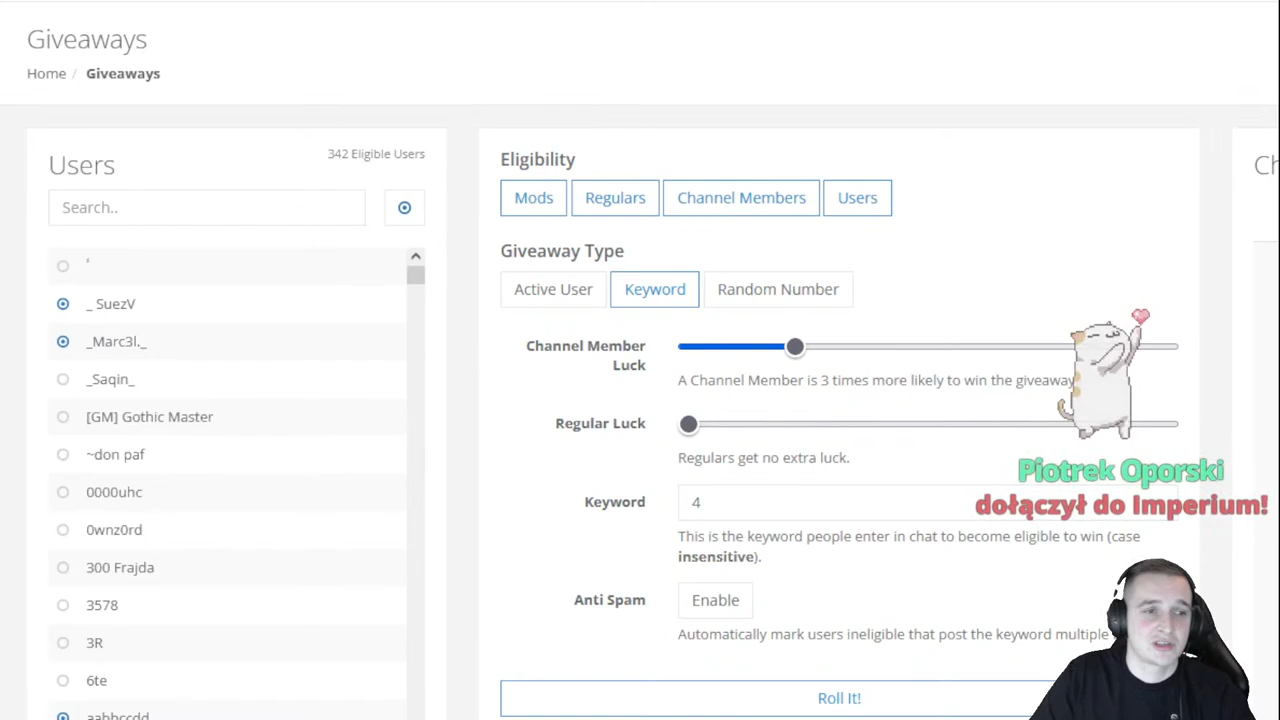 Giveaways
Home / Giveaways
Users
342 Eligible Users
Search..
'
_ SuezV
_Marc3l._
_Saqin_
[GM] Gothic Master
~don paf
0000uhc
0wnz0rd
300 Frajda
3578
3R
6te
aabbccdd
Eligibility
Mods
Regulars
Channel Members
Users
Giveaway Type
Active User
Keyword
Random Number
Channel Member
Luck
A Channel Member is 3 times more likely to win the giveaway
Regular Luck
Regulars get no extra luck.
Keyword
4
This is the keyword people enter in chat to become eligible to win (case
insensitive).
Anti Spam
Enable
Automatically mark users ineligible that post the keyword multiple
Roll It!
Piotrek Oporski
dołączył do Imperium!